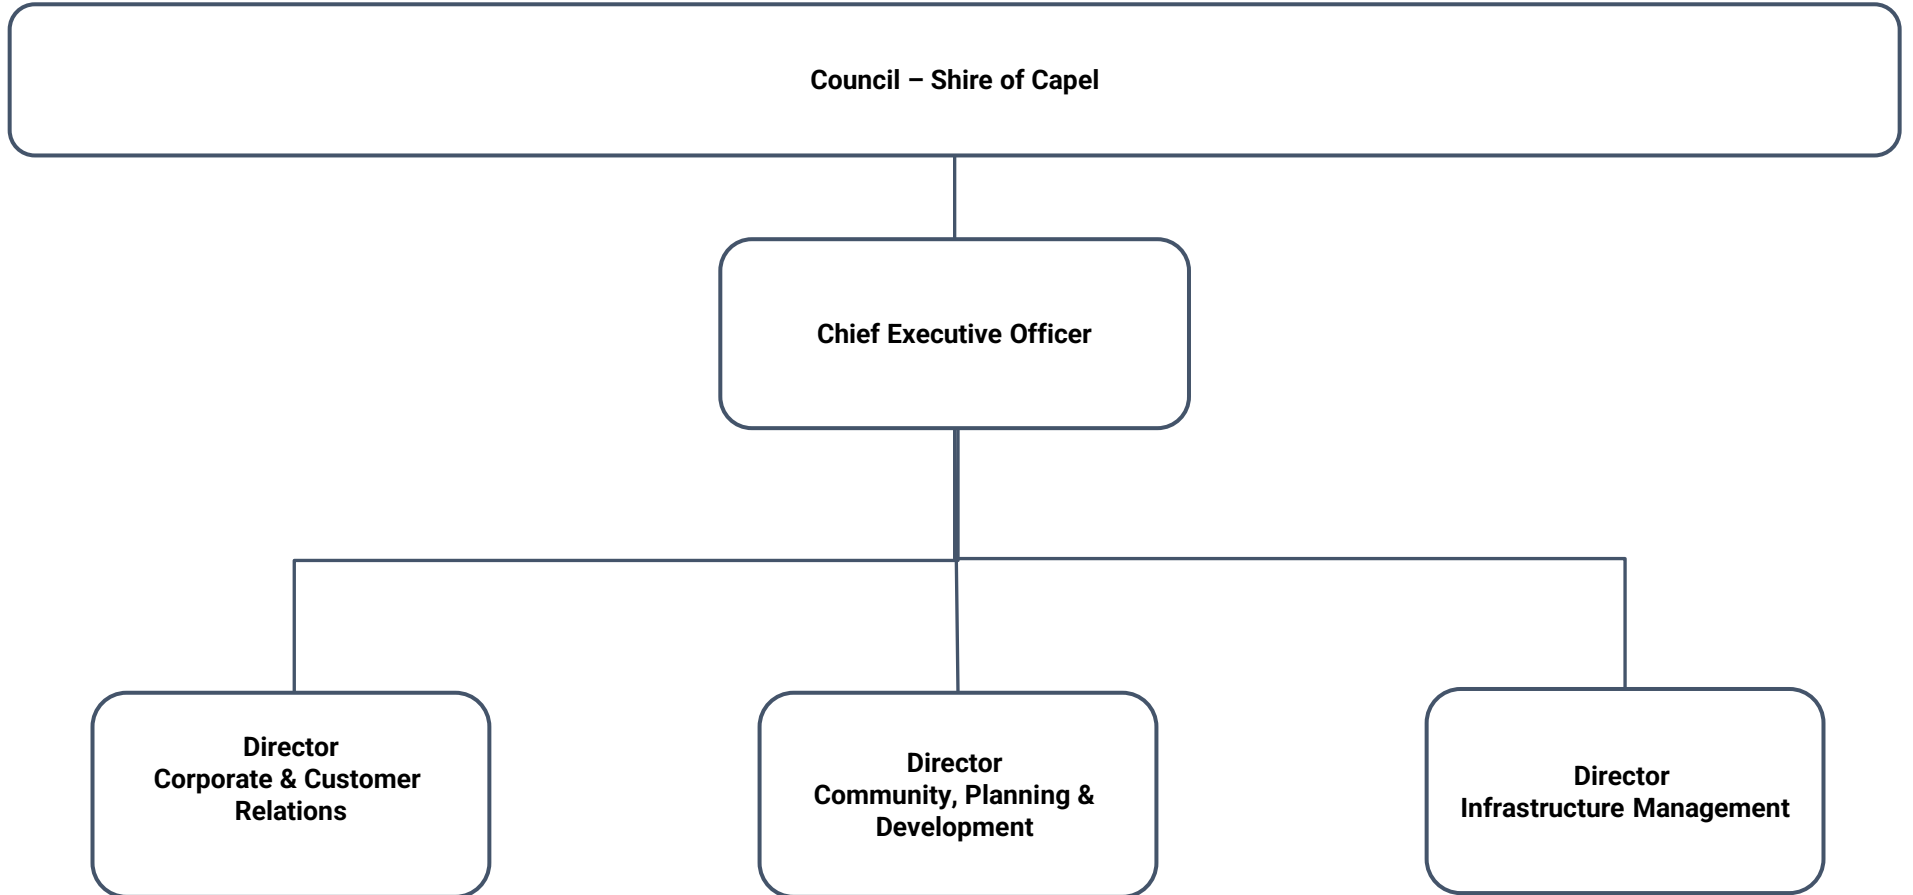 Council – Shire of Capel
Chief Executive Officer
Director
Corporate & Customer
Relations
Director
Community, Planning &
Development
Director
Infrastructure Management